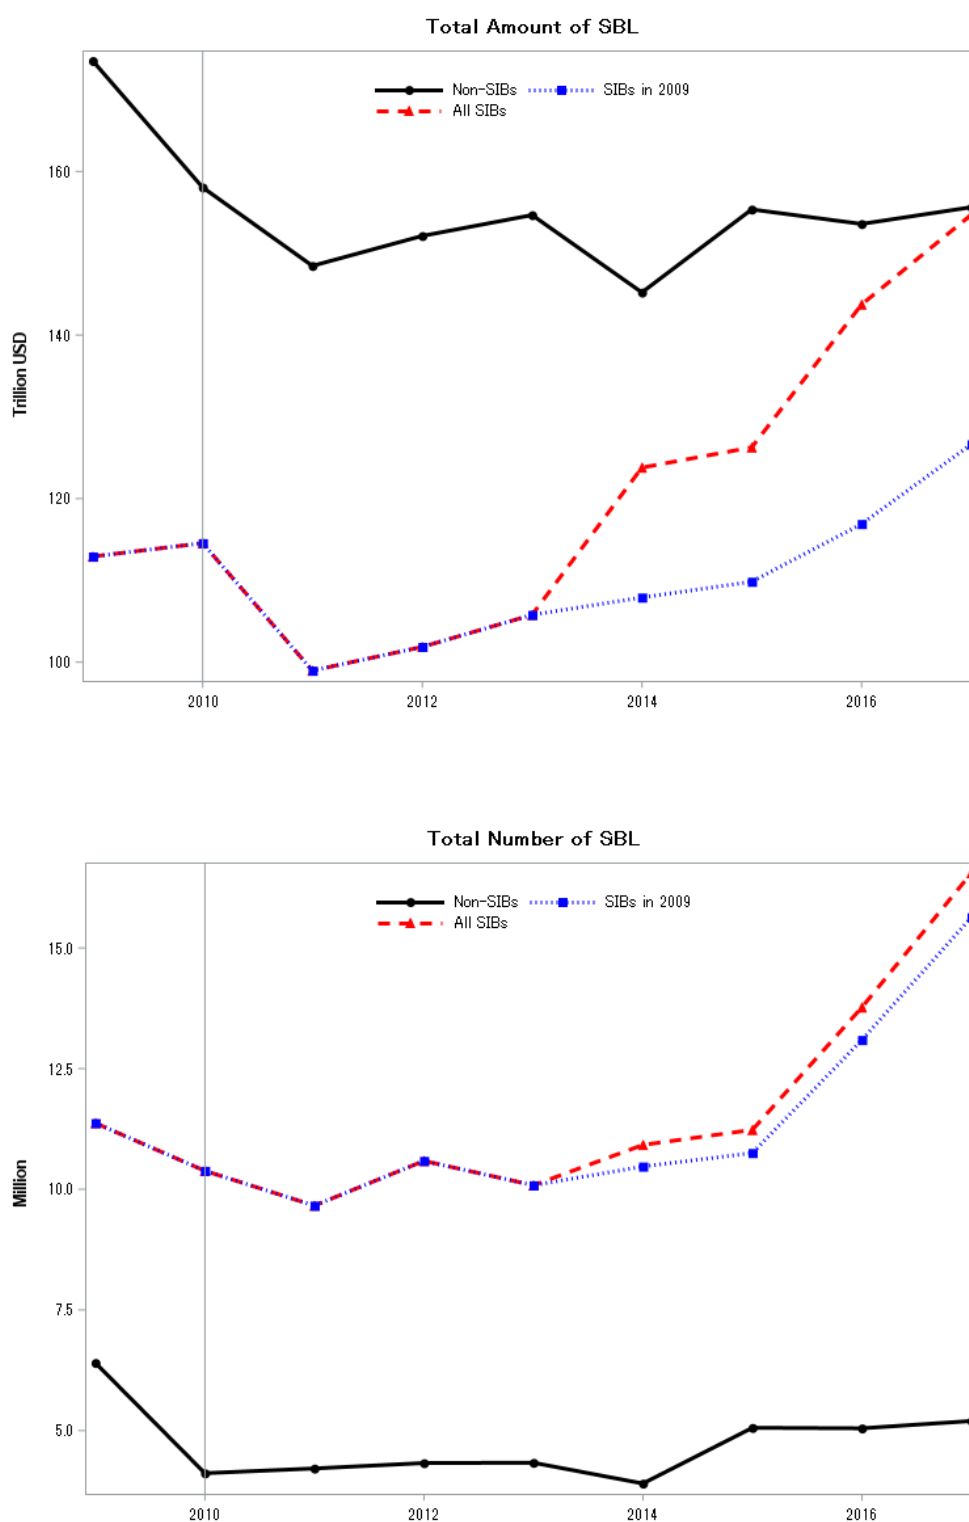 Total Amount of SBL
Non-SIBs SIBs in 2009
All SIBs
160
140
120
100
Trillion USD
2010 2012 2014 2016
Total Number of SBL
Non-SIBs SIBs in 2009
All SIBs
15.0
12.5
10.0
7.5
5.0
Million
2010 2012 2014 2016